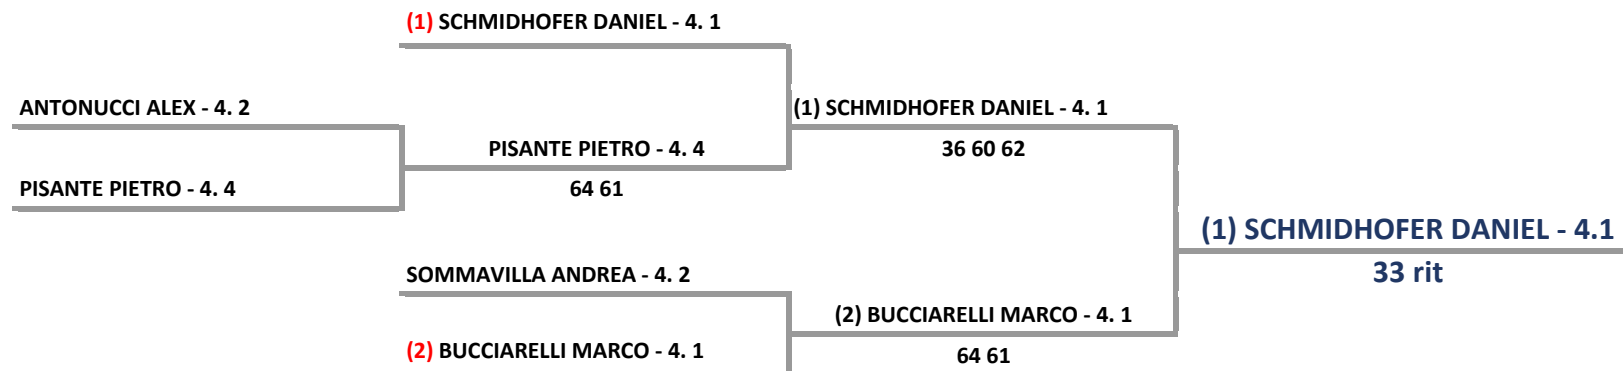 (1) SCHMIDHOFER DANIEL - 4. 1
ANTONUCCI ALEX - 4. 2
(1) SCHMIDHOFER DANIEL - 4. 1
PISANTE PIETRO - 4. 4
36 60 62
PISANTE PIETRO - 4. 4
64 61
(1) SCHMIDHOFER DANIEL - 4.1
SOMMAVILLA ANDREA - 4. 2
33 rit
(2) BUCCIARELLI MARCO - 4. 1
(2) BUCCIARELLI MARCO - 4. 1
64 61